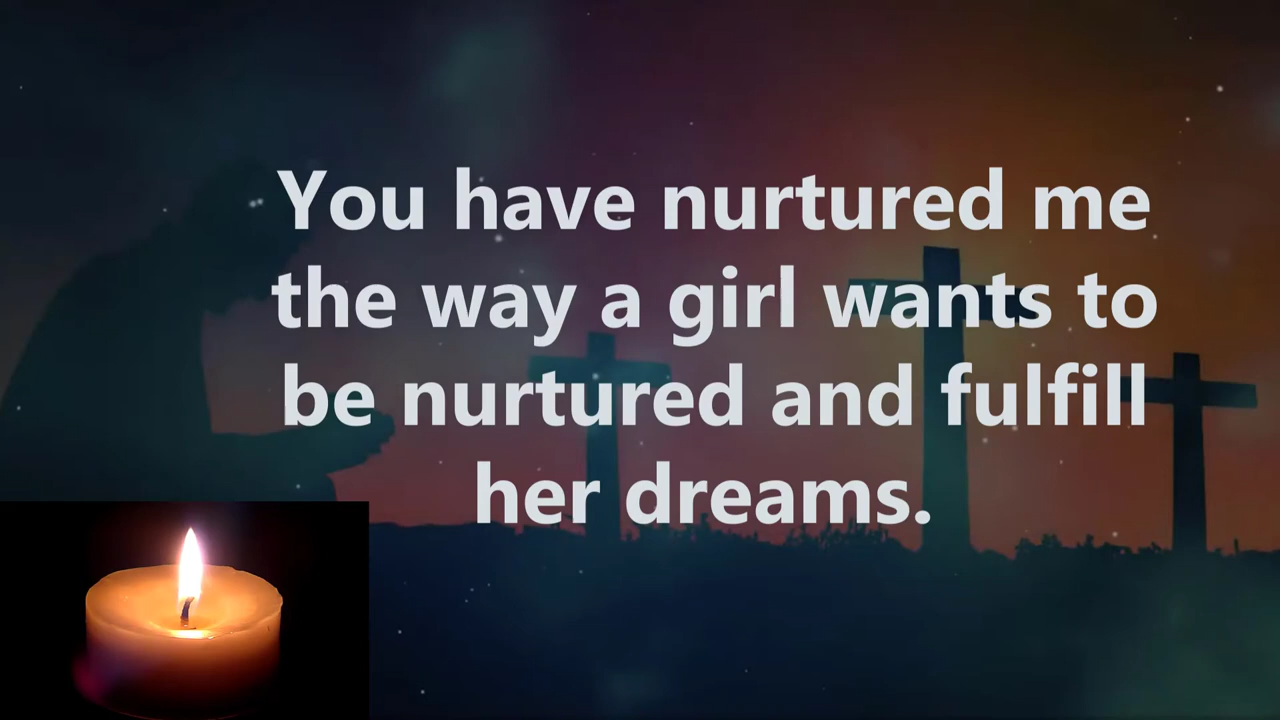 You have nurtured me
the way a girl wants to
be nurtured and fulfill
her dreams.